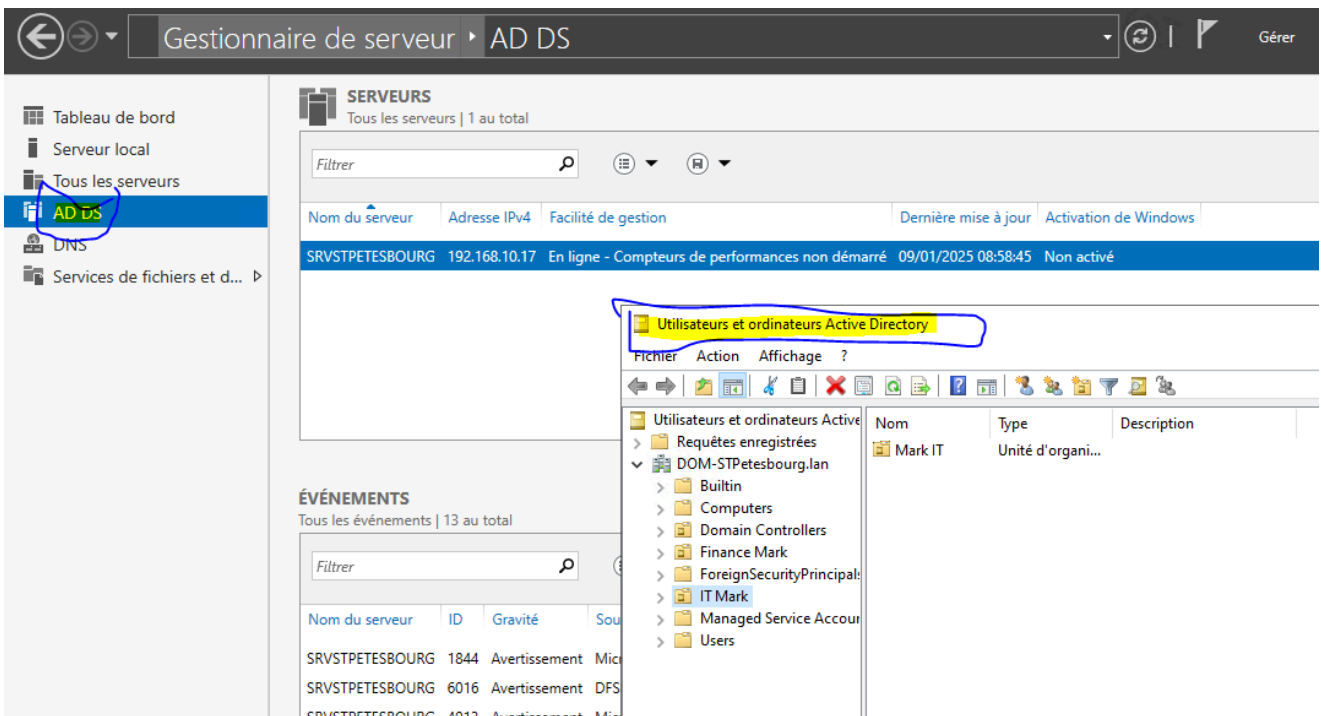 Gestionnaire de serveur ‣ AD DS
Gérer
Tableau de bord
Serveur local
Tous les serveurs
AD DS
DNS
Services de fichiers et d...
SERVEURS
Tous les serveurs | 1 au total
Filtrer
Nom du serveur Adresse IPv4 Facilité de gestion Dernière mise à jour Activation de Windows
SRVSTPETESBOURG 192.168.10.17 En ligne - Compteurs de performances non démarré 09/01/2025 08:58:45 Non activé
ÉVÉNEMENTS
Tous les événements | 13 au total
Filtrer
Nom du serveur ID Gravité Sou
SRVSTPETESBOURG 1844 Avertissement Micr
SRVSTPETESBOURG 6016 Avertissement DFS
Utilisateurs et ordinateurs Active Directory
Fichier Action Affichage ?
Utilisateurs et ordinateurs Active
Requêtes enregistrées
DOM-STPetesbourg.lan
Builtin
Computers
Domain Controllers
Finance Mark
ForeignSecurityPrincipals
IT Mark
Managed Service Accour
Users
Nom Type Description
Mark IT Unité d'organi...